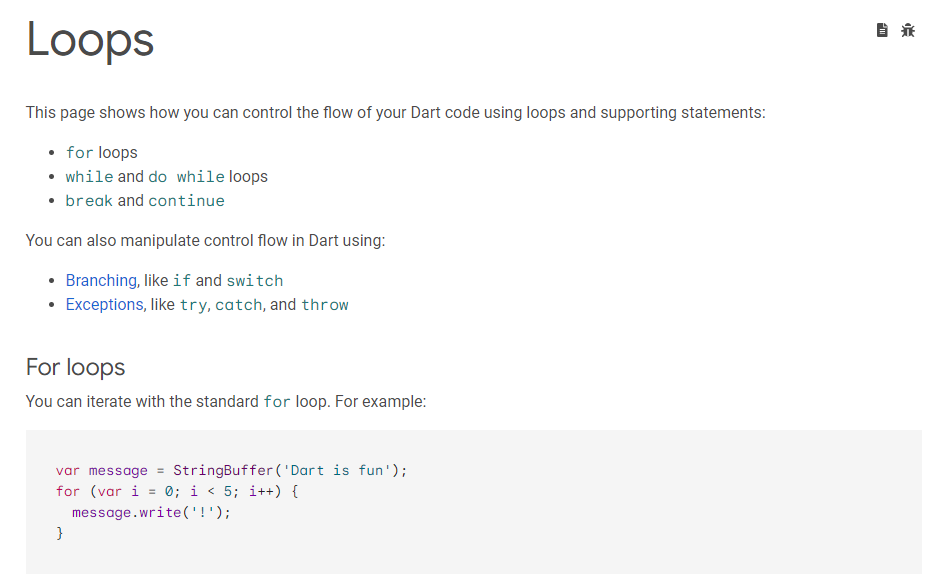 Loops
This page shows how you can control the flow of your Dart code using loops and supporting statements:
• for loops
• while and do while loops
• break and continue
You can also manipulate control flow in Dart using:
• Branching, like if and switch
• Exceptions, like try, catch, and throw
For loops
You can iterate with the standard for loop. For example:
var message = StringBuffer('Dart is fun');
for (var i = 0; i < 5; i++) {
  message.write('!');
}